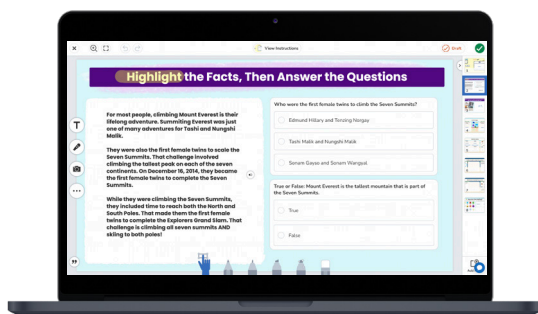 View Instructions
Draft
Highlight the Facts, Then Answer the Questions
For most people, climbing Mount Everest is their
lifelong adventure. Summiting Everest was just
one of many adventures for Tashi and Nungshi
Malik.
They were also the first female twins to scale the
Seven Summits. That challenge involved
climbing the tallest peak on each of the seven
continents. On December 16, 2014, they became
the first female twins to complete the Seven
Summits.
While they were climbing the Seven Summits,
they included time to reach both the North and
South Poles. That made them the first female
twins to complete the Explorers Grand Slam. That
challenge is climbing all seven summits AND
skiing to both poles!
Who were the first female twins to climb the Seven Summits?
Edmund Hillary and Tenzing Norgay
Tashi Malik and Nungshi Malik
Sonam Gayso and Sonam Wangyal
True or False: Mount Everest is the tallest mountain that is part of
the Seven Summits.
True
False